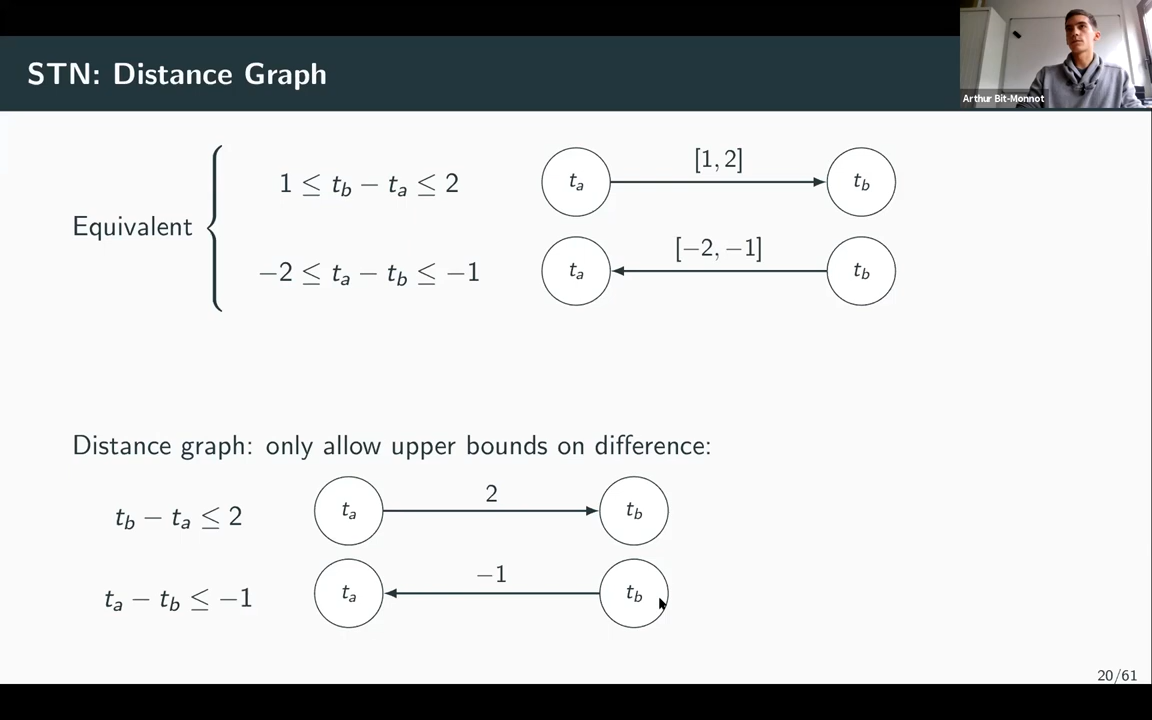 STN: Distance Graph
Arthur Bit-Monnot
Equivalent
1 ≤ t_b − t_a ≤ 2
t_a
[1, 2]
t_b
−2 ≤ t_a − t_b ≤ −1
t_a
[−2, −1]
t_b
Distance graph: only allow upper bounds on difference:
t_b − t_a ≤ 2
t_a
2
t_b
t_a − t_b ≤ −1
t_a
−1
t_b
20/61